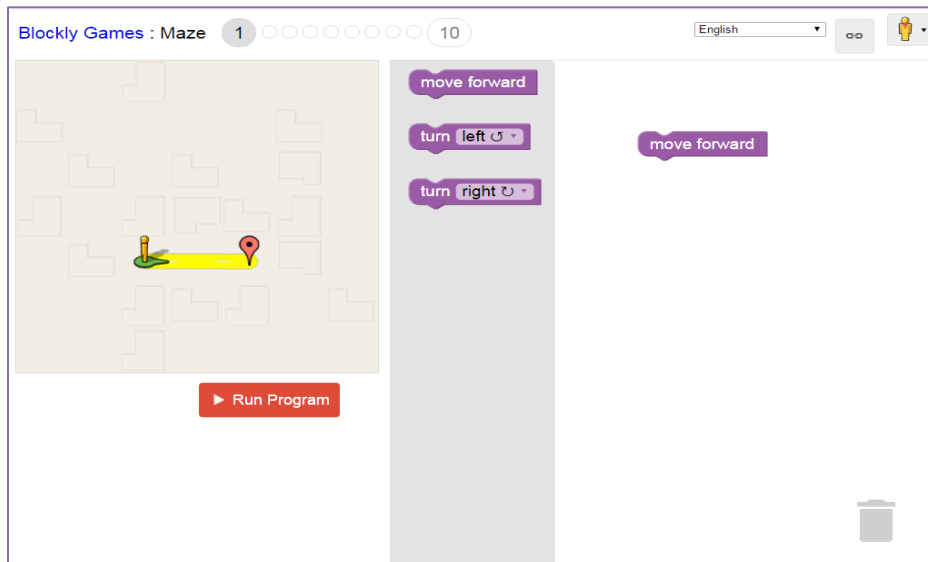 Blockly Games : Maze 1 10 English
move forward
turn left ↺
turn right ↻
move forward
Run Program